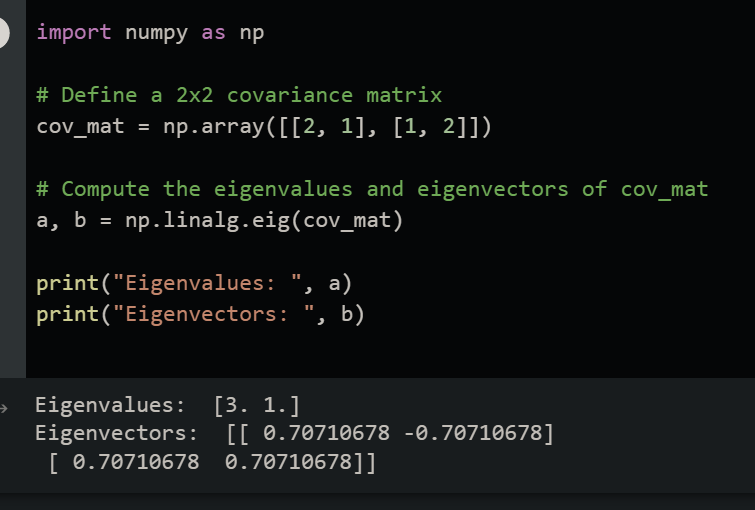 import numpy as np
# Define a 2x2 covariance matrix
cov_mat = np.array([[2, 1], [1, 2]])
# Compute the eigenvalues and eigenvectors of cov_mat
a, b = np.linalg.eig(cov_mat)
print("Eigenvalues: ", a)
print("Eigenvectors: ", b)
Eigenvalues:  [3. 1.]
Eigenvectors:  [[ 0.70710678 -0.70710678]
 [ 0.70710678  0.70710678]]